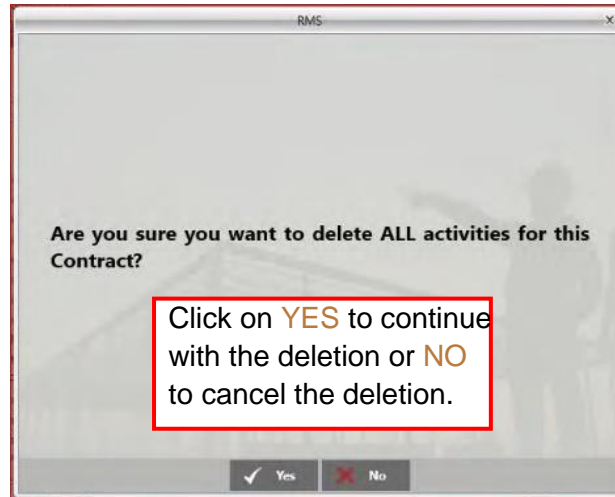 RMS
Are you sure you want to delete ALL activities for this
Contract?
Click on YES to continue
with the deletion or NO
to cancel the deletion.
Yes No